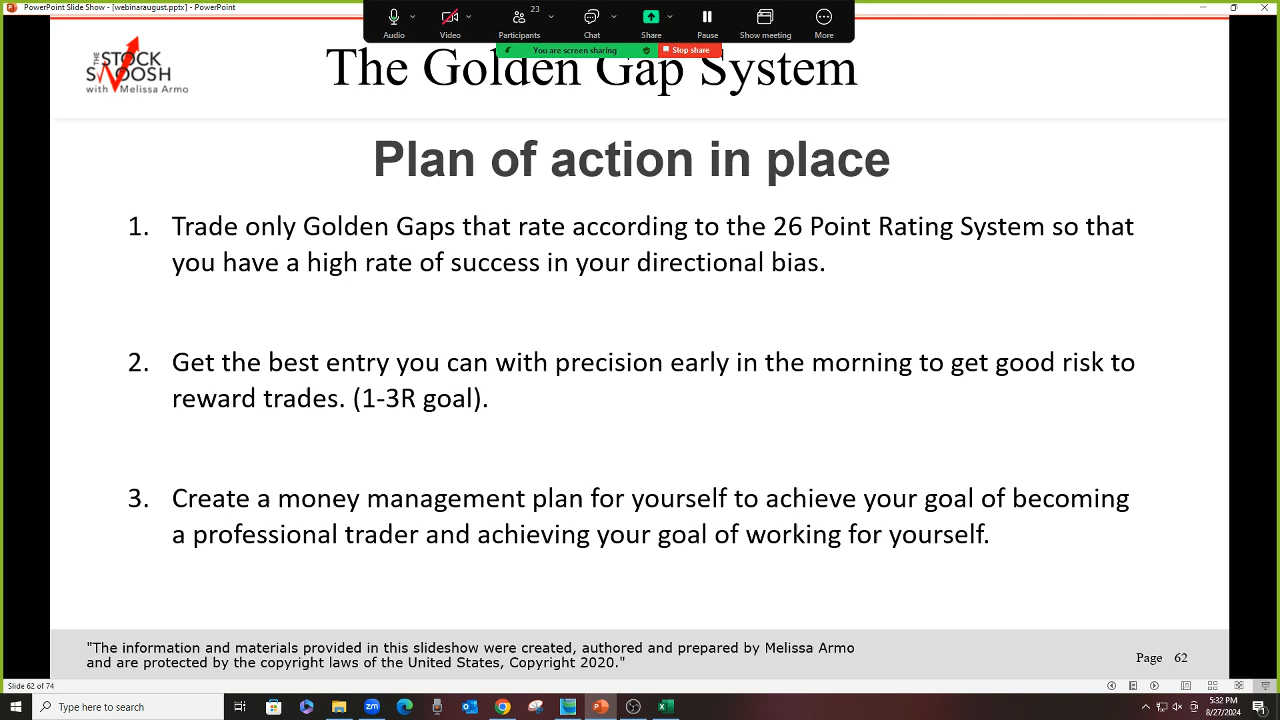 PowerPoint Slide Show - [webinaraugust.pptx] - PowerPoint
23
Audio
Video
Participants
Chat
Share
Pause
Show meeting
More
You are screen sharing
Stop share
THE STOCK SWOOSH
with Melissa Armo
The Golden Gap System
Plan of action in place
1. Trade only Golden Gaps that rate according to the 26 Point Rating System so that
you have a high rate of success in your directional bias.
2. Get the best entry you can with precision early in the morning to get good risk to
reward trades. (1-3R goal).
3. Create a money management plan for yourself to achieve your goal of becoming
a professional trader and achieving your goal of working for yourself.
"The information and materials provided in this slideshow were created, authored and prepared by Melissa Armo
and are protected by the copyright laws of the United States, Copyright 2020."
Page 62
Slide 62 of 74
Type here to search
5:32 PM
8/27/2024